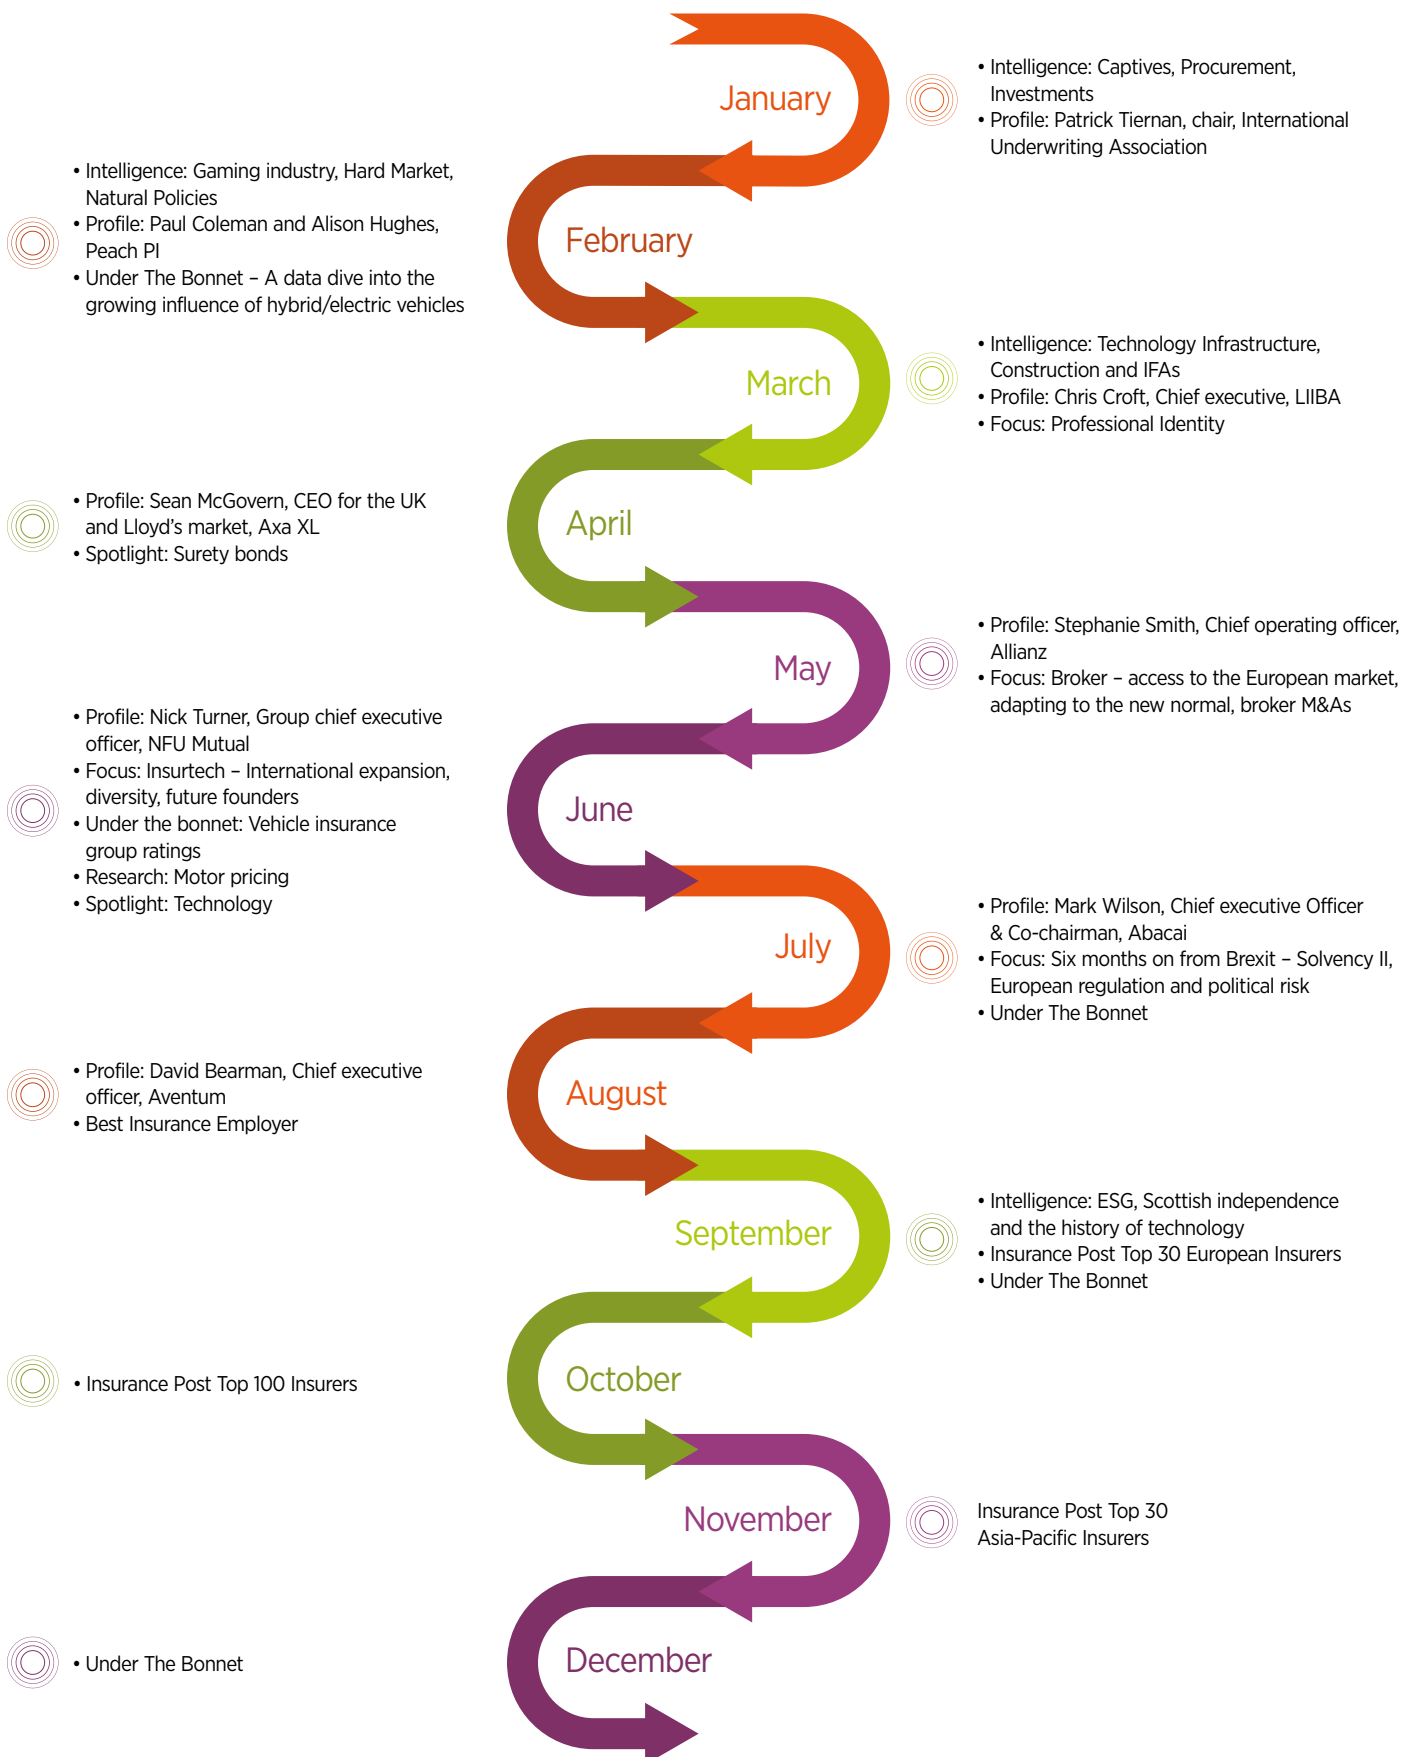 January
• Intelligence: Captives, Procurement,
Investments
• Profile: Patrick Tiernan, chair, International
Underwriting Association
• Intelligence: Gaming industry, Hard Market,
Natural Policies
• Profile: Paul Coleman and Alison Hughes,
Peach PI
• Under The Bonnet – A data dive into the
growing influence of hybrid/electric vehicles
February
March
• Intelligence: Technology Infrastructure,
Construction and IFAs
• Profile: Chris Croft, Chief executive, LIIBA
• Focus: Professional Identity
• Profile: Sean McGovern, CEO for the UK
and Lloyd's market, Axa XL
• Spotlight: Surety bonds
April
May
• Profile: Stephanie Smith, Chief operating officer,
Allianz
• Focus: Broker – access to the European market,
adapting to the new normal, broker M&As
• Profile: Nick Turner, Group chief executive
officer, NFU Mutual
• Focus: Insurtech – International expansion,
diversity, future founders
• Under the bonnet: Vehicle insurance
group ratings
• Research: Motor pricing
• Spotlight: Technology
June
July
• Profile: Mark Wilson, Chief executive Officer
& Co-chairman, Abacai
• Focus: Six months on from Brexit – Solvency II,
European regulation and political risk
• Under The Bonnet
• Profile: David Bearman, Chief executive
officer, Aventum
• Best Insurance Employer
August
September
• Intelligence: ESG, Scottish independence
and the history of technology
• Insurance Post Top 30 European Insurers
• Under The Bonnet
• Insurance Post Top 100 Insurers
October
November
Insurance Post Top 30
Asia-Pacific Insurers
• Under The Bonnet
December